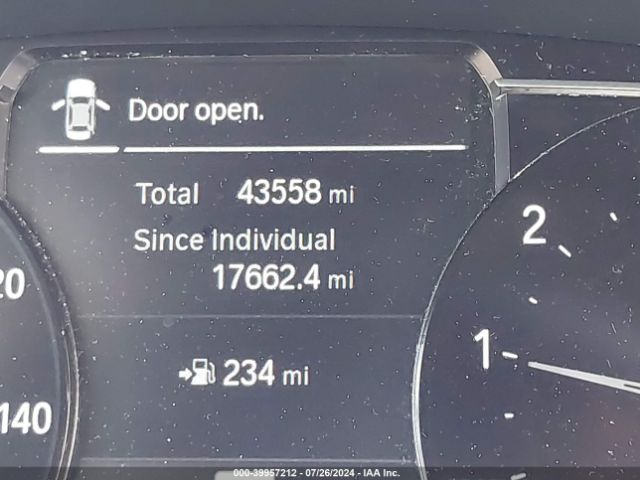 Door open.
Total 43558 mi
Since Individual
17662.4 mi
234 mi
20
140
2
1
000-39957212 - 07/26/2024 - IAA Inc.